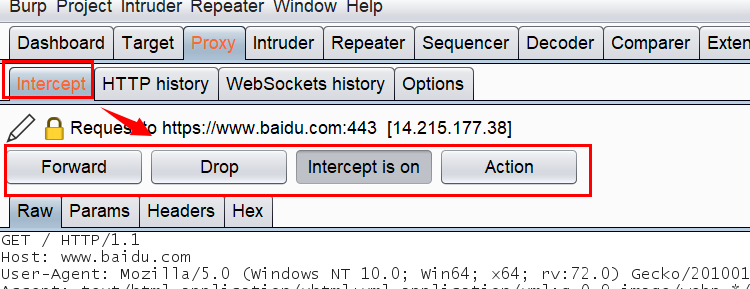 Burp Project Intruder Repeater Window Help
Dashboard Target Proxy Intruder Repeater Sequencer Decoder Comparer Exten
Intercept HTTP history WebSockets history Options
Request to https://www.baidu.com:443 [14.215.177.38]
Forward Drop Intercept is on Action
Raw Params Headers Hex
GET / HTTP/1.1
Host: www.baidu.com
User-Agent: Mozilla/5.0 (Windows NT 10.0; Win64; x64; rv:72.0) Gecko/201001